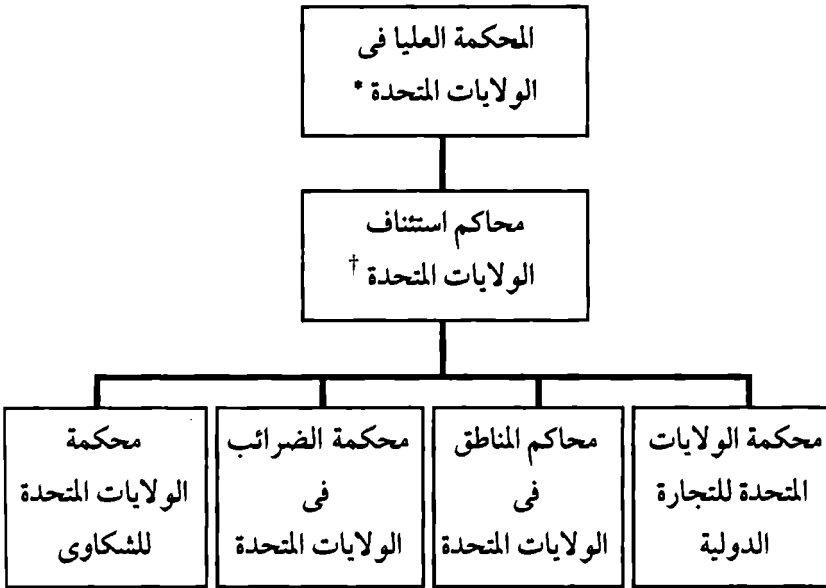 المحكمة العليا فى
الولايات المتحدة *
محاكم استئناف
الولايات المتحدة †
محكمة الولايات
المتحدة للتجارة
الدولية
محاكم المناطق
فى
الولايات المتحدة
محكمة الضرائب
فى
الولايات المتحدة
محكمة
الولايات المتحدة
للشكاوى